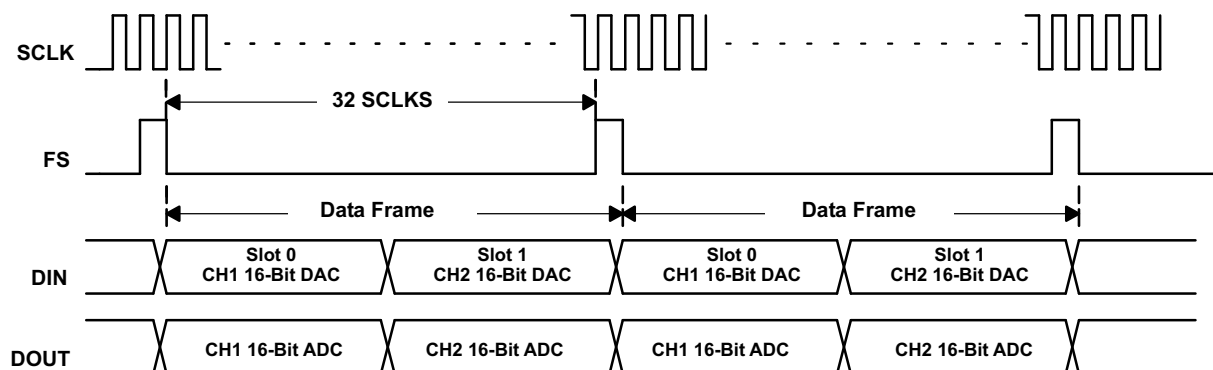 SCLK
32 SCLKS
FS
Data Frame
Data Frame
DIN
Slot 0
CH1 16-Bit DAC
Slot 1
CH2 16-Bit DAC
Slot 0
CH1 16-Bit DAC
Slot 1
CH2 16-Bit DAC
DOUT
CH1 16-Bit ADC
CH2 16-Bit ADC
CH1 16-Bit ADC
CH2 16-Bit ADC